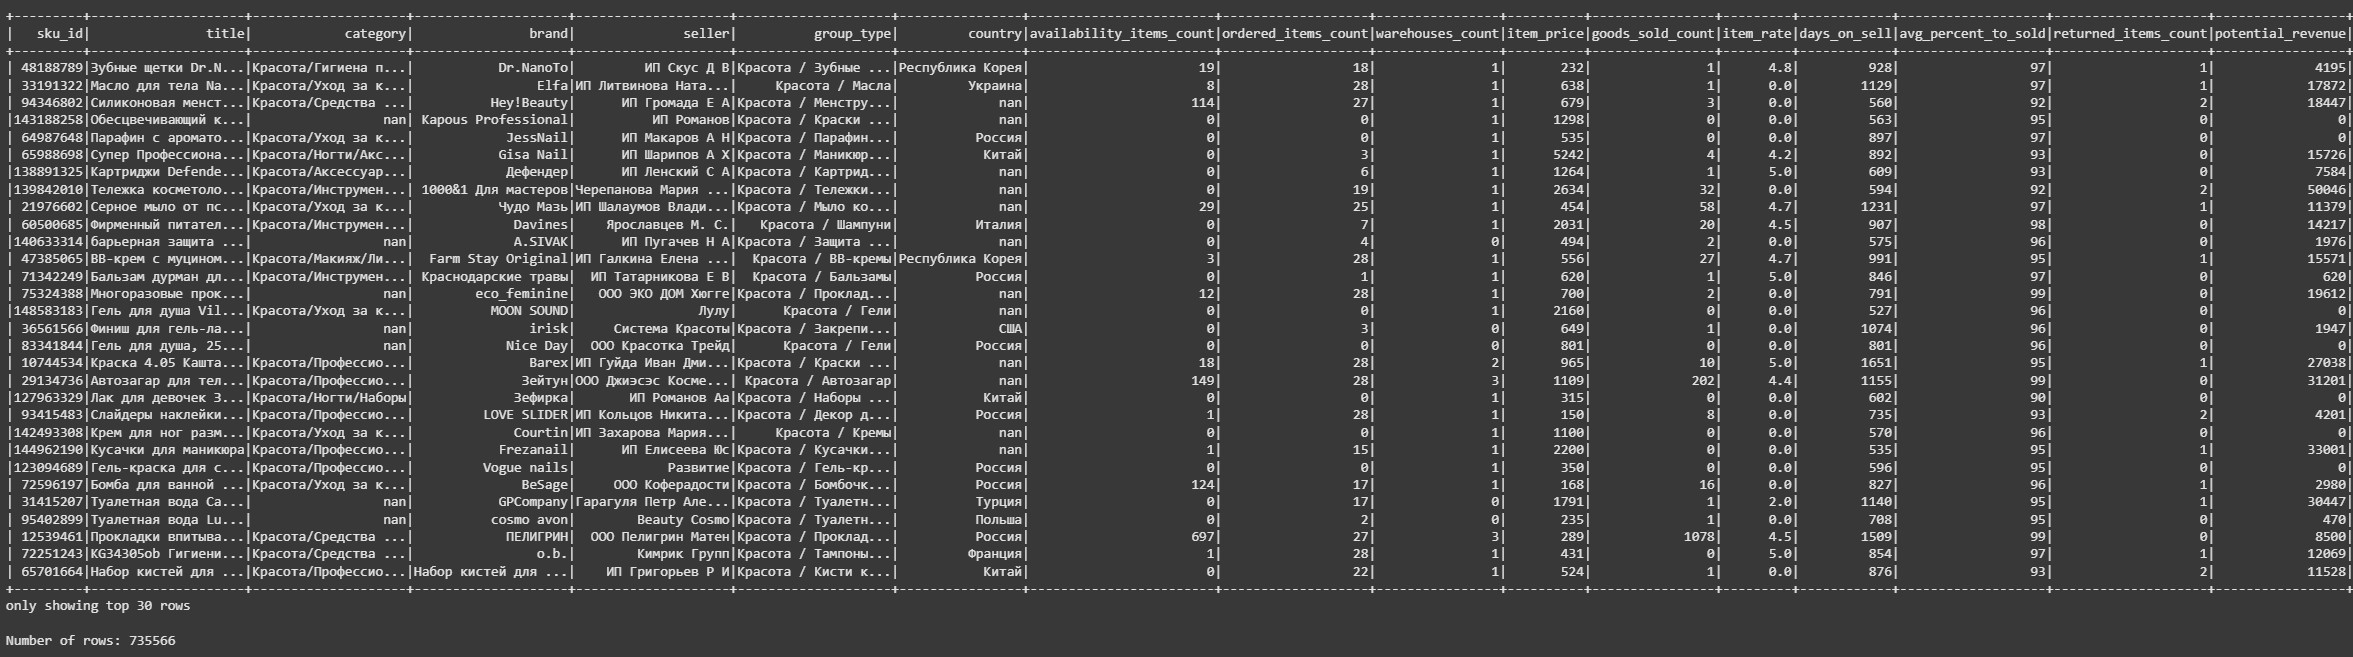 +---------+--------------------+--------------------+--------------------+--------------------+--------------------+----------------+------------------------+-------------------+----------------+----------+----------------+---------+------------+-------------------+--------------------+-----------------+
|   sku_id|               title|            category|               brand|              seller|          group_type|         country|availability_items_count|ordered_items_count|warehouses_count|item_price|goods_sold_count|item_rate|days_on_sell|avg_percent_to_sold|returned_items_count|potential_revenue|
+---------+--------------------+--------------------+--------------------+--------------------+--------------------+----------------+------------------------+-------------------+----------------+----------+----------------+---------+------------+-------------------+--------------------+-----------------+
| 48188789|Зубные щетки Dr.N...|Красота/Гигиена п...|Dr.NanoTo|ИП Скус Д В|Красота / Зубные ...|Республика Корея|19|18|1|232|1|4.8|928|97|1|4195|
| 33191322|Масло для тела Na...|Красота/Уход за к...|Elfa|ИП Литвинова Ната...|Красота / Масла|Украина|8|28|1|638|1|0.0|1129|97|1|17872|
| 94346802|Силиконовая менст...|Красота/Средства ...|Hey!Beauty|ИП Громада Е А|Красота / Менстру...|nan|114|27|1|679|3|0.0|560|92|2|18447|
|143188258|Обесцвечивающий к...|nan|Kapous Professional|ИП Романов|Красота / Краски ...|nan|0|0|1|1298|0|0.0|563|95|0|0|
| 64987648|Парафин с аромато...|Красота/Уход за к...|JessNail|ИП Макаров А Н|Красота / Парафин...|Россия|0|0|1|535|0|0.0|897|97|0|0|
| 65988698|Супер Профессиона...|Красота/Ногти/Акс...|Gisa Nail|ИП Шарипов А Х|Красота / Маникюр...|Китай|0|3|1|5242|4|4.2|892|93|0|15726|
|138891325|Картриджи Defende...|Красота/Аксессуар...|Дефендер|ИП Ленский С А|Красота / Картрид...|nan|0|6|1|1264|1|5.0|609|93|0|7584|
|139842010|Тележка косметоло...|Красота/Инструмен...|1000&1 Для мастеров|Черепанова Мария ...|Красота / Тележки...|nan|0|19|1|2634|32|0.0|594|92|2|50046|
| 21976602|Серное мыло от пс...|Красота/Уход за к...|Чудо Мазь|ИП Шалаумов Влади...|Красота / Мыло ко...|nan|29|25|1|454|58|4.7|1231|97|1|11379|
| 60500685|Фирменный питател...|Красота/Инструмен...|Davines|Ярославцев М. С.|Красота / Шампуни|Италия|0|7|1|2031|20|4.5|907|98|0|14217|
|140633314|барьерная защита ...|nan|A.SIVAK|ИП Пугачев Н А|Красота / Защита ...|nan|0|4|0|494|2|0.0|575|96|0|1976|
| 47385065|BB-крем с муцином...|Красота/Макияж/Ли...|Farm Stay Original|ИП Галкина Елена ...|Красота / BB-кремы|Республика Корея|3|28|1|556|27|4.7|991|95|1|15571|
| 71342249|Бальзам дурман дл...|Красота/Инструмен...|Краснодарские травы|ИП Татарникова Е В|Красота / Бальзамы|Россия|0|1|1|620|1|5.0|846|97|0|620|
| 75324388|Многоразовые прок...|nan|eco_feminine|ООО ЭКО ДОМ Хюгге|Красота / Проклад...|nan|12|28|1|700|2|0.0|791|99|0|19612|
|148583183|Гель для душа Vil...|Красота/Уход за к...|MOON SOUND|Лулу|Красота / Гели|nan|0|0|1|2160|0|0.0|527|96|0|0|
| 36561566|Финиш для гель-ла...|nan|irisk|Система Красоты|Красота / Закрепи...|США|0|3|0|649|1|0.0|1074|96|0|1947|
| 83341844|Гель для душа, 25...|nan|Nice Day|ООО Красотка Трейд|Красота / Гели|Россия|0|0|0|801|0|0.0|801|96|0|0|
| 10744534|Краска 4.05 Кашта...|Красота/Профессио...|Barex|ИП Гуйда Иван Дми...|Красота / Краски ...|nan|18|28|2|965|10|5.0|1651|95|1|27038|
| 29134736|Автозагар для тел...|Красота/Профессио...|Зейтун|ООО Джиэсэс Косме...|Красота / Автозагар|nan|149|28|3|1109|202|4.4|1155|99|0|31201|
|127963329|Лак для девочек З...|Красота/Ногти/Наборы|Зефирка|ИП Романов Аа|Красота / Наборы ...|Китай|0|0|1|315|0|0.0|602|90|0|0|
| 93415483|Слайдеры наклейки...|Красота/Профессио...|LOVE SLIDER|ИП Кольцов Никита...|Красота / Декор д...|Россия|1|28|1|150|8|0.0|735|93|2|4201|
|142493308|Крем для ног разм...|Красота/Уход за к...|Courtin|ИП Захарова Мария...|Красота / Кремы|nan|0|0|1|1100|0|0.0|570|96|0|0|
|144962190|Кусачки для маникюра|Красота/Профессио...|Frezanail|ИП Елисеева Юс|Красота / Кусачки...|nan|1|15|1|2200|0|0.0|535|95|1|33001|
|123094689|Гель-краска для с...|Красота/Профессио...|Vogue nails|Развитие|Красота / Гель-кр...|Россия|0|0|1|350|0|0.0|596|95|0|0|
| 72596197|Бомба для ванной ...|Красота/Уход за к...|BeSage|ООО Коферадости|Красота / Бомбочк...|Россия|124|17|1|168|16|0.0|827|96|1|2980|
| 31415207|Туалетная вода Ca...|nan|GPCompany|Гарагуля Петр Але...|Красота / Туалетн...|Турция|0|17|0|1791|1|2.0|1140|95|1|30447|
| 95402899|Туалетная вода Lu...|nan|cosmo avon|Beauty Cosmo|Красота / Туалетн...|Польша|0|2|0|235|1|0.0|708|95|0|470|
| 12539461|Прокладки впитыва...|Красота/Средства ...|ПЕЛИГРИН|ООО Пелигрин Матен|Красота / Проклад...|Россия|697|27|3|289|1078|4.5|1509|99|0|8500|
| 72251243|KG34305ob Гигиени...|Красота/Средства ...|o.b.|Кимрик Групп|Красота / Тампоны...|Франция|1|28|1|431|0|5.0|854|97|1|12069|
| 65701664|Набор кистей для ...|Красота/Профессио...|Набор кистей для ...|ИП Григорьев Р И|Красота / Кисти к...|Китай|0|22|1|524|1|0.0|876|93|2|11528|
+---------+--------------------+--------------------+--------------------+--------------------+--------------------+----------------+------------------------+-------------------+----------------+----------+----------------+---------+------------+-------------------+--------------------+-----------------+
only showing top 30 rows
Number of rows: 735566